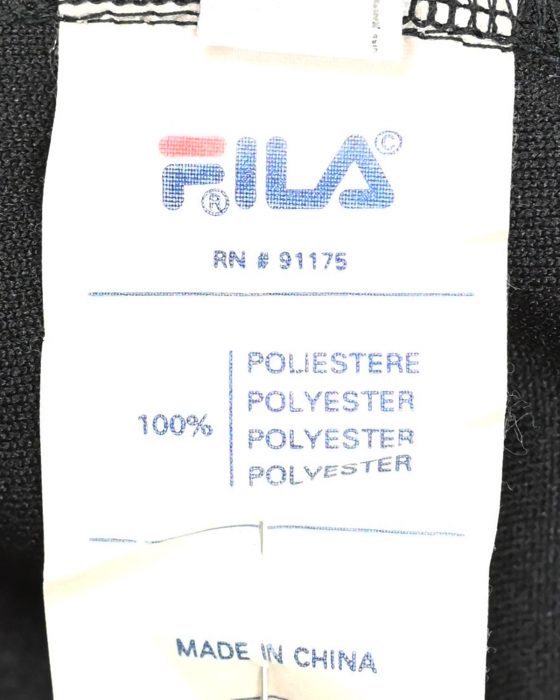 FILA ®©
RN # 91175
100%
POLIESTERE
POLYESTER
POLYESTER
POLYESTER
MADE IN CHINA